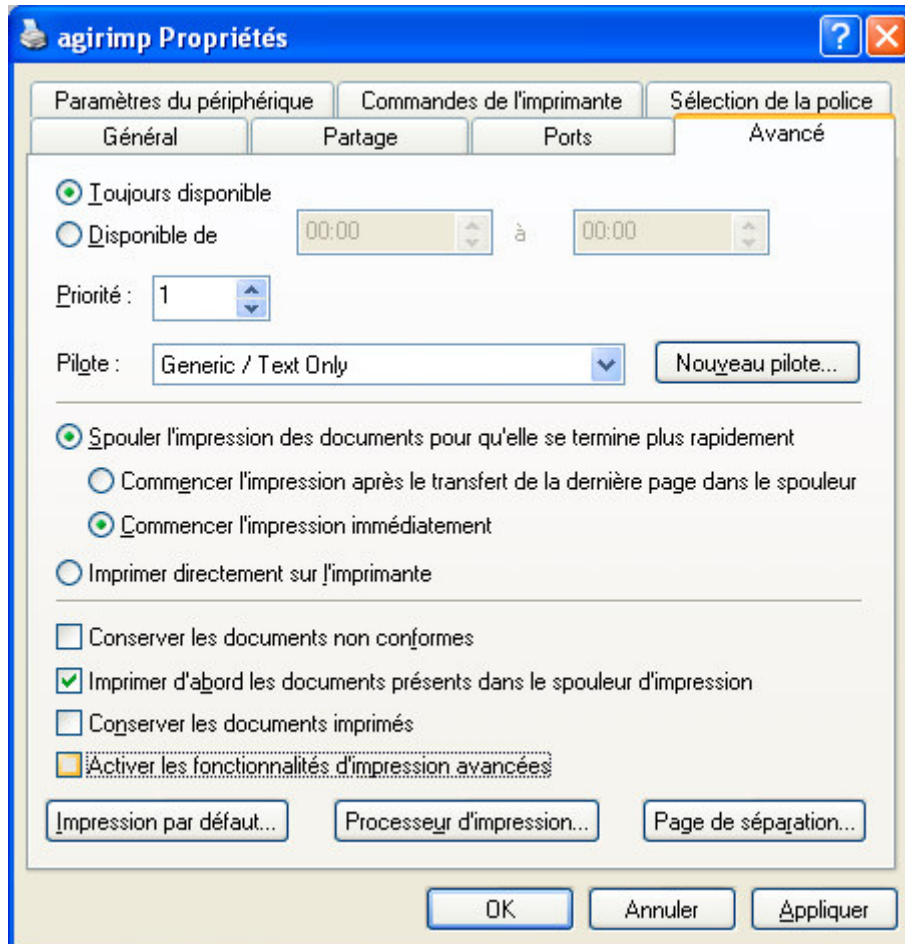 agirimp Propriétés
Paramètres du périphérique Commandes de l'imprimante Sélection de la police
Général Partage Ports Avancé
Toujours disponible
Disponible de 00:00 à 00:00
Priorité : 1
Pilote : Generic / Text Only Nouveau pilote...
Spouler l'impression des documents pour qu'elle se termine plus rapidement
Commencer l'impression après le transfert de la dernière page dans le spouleur
Commencer l'impression immédiatement
Imprimer directement sur l'imprimante
Conserver les documents non conformes
Imprimer d'abord les documents présents dans le spouleur d'impression
Conserver les documents imprimés
Activer les fonctionnalités d'impression avancées
Impression par défaut... Processeur d'impression... Page de séparation...
OK Annuler Appliquer